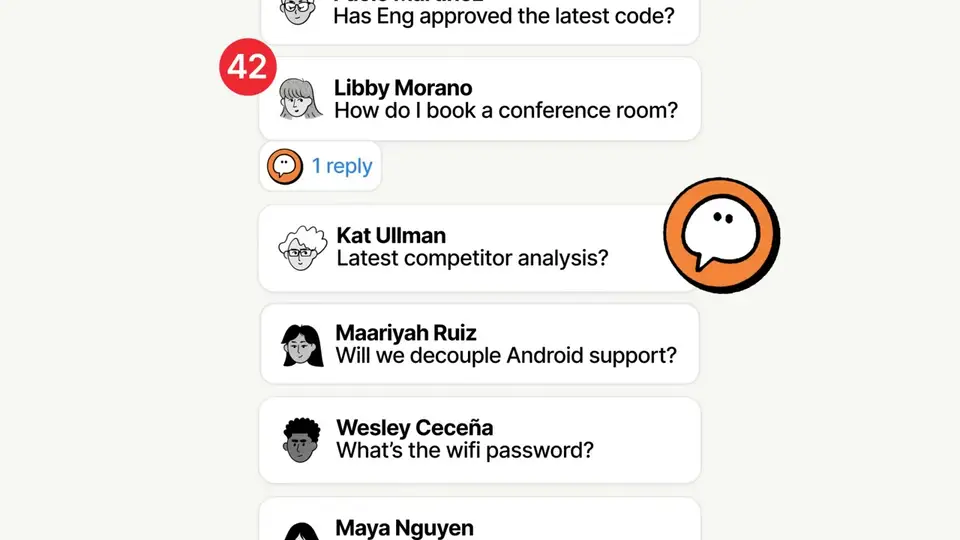 Has Eng approved the latest code?
42
Libby Morano
How do I book a conference room?
1 reply
Kat Ullman
Latest competitor analysis?
Maariyah Ruiz
Will we decouple Android support?
Wesley Ceceña
What's the wifi password?
Maya Nguyen